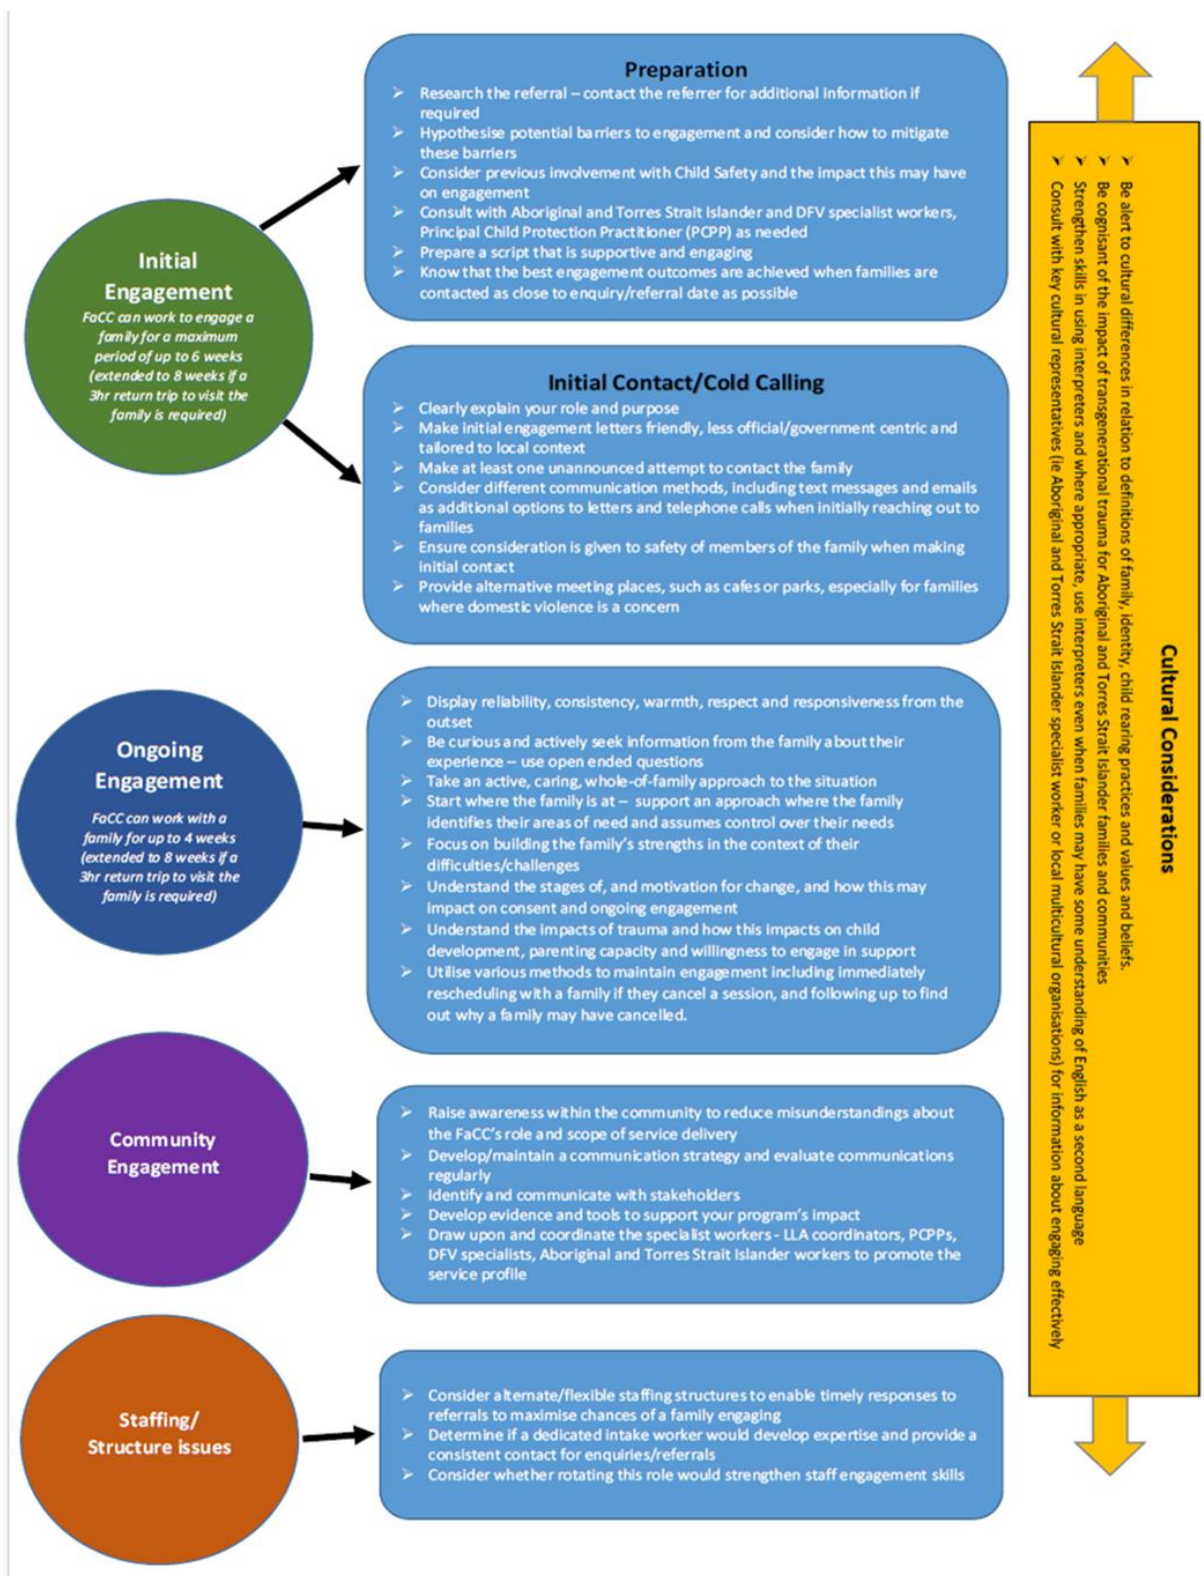 Initial
Engagement
FaCC can work to engage a
family for a maximum
period of up to 6 weeks
(extended to 8 weeks if a
3hr return trip to visit the
family is required)
Preparation
➤ Research the referral – contact the referrer for additional information if
required
➤ Hypothesise potential barriers to engagement and consider how to mitigate
these barriers
➤ Consider previous involvement with Child Safety and the impact this may have
on engagement
➤ Consult with Aboriginal and Torres Strait Islander and DFV specialist workers,
Principal Child Protection Practitioner (PCPP) as needed
➤ Prepare a script that is supportive and engaging
➤ Know that the best engagement outcomes are achieved when families are
contacted as close to enquiry/referral date as possible
Initial Contact/Cold Calling
➤ Clearly explain your role and purpose
➤ Make initial engagement letters friendly, less official/government centric and
tailored to local context
➤ Make at least one unannounced attempt to contact the family
➤ Consider different communication methods, including text messages and emails
as additional options to letters and telephone calls when initially reaching out to
families
➤ Ensure consideration is given to safety of members of the family when making
initial contact
➤ Provide alternative meeting places, such as cafes or parks, especially for families
where domestic violence is a concern
Ongoing
Engagement
FaCC can work with a
family for up to 4 weeks
(extended to 8 weeks if a
3hr return trip to visit the
family is required)
➤ Display reliability, consistency, warmth, respect and responsiveness from the
outset
➤ Be curious and actively seek information from the family about their
experience – use open ended questions
➤ Take an active, caring, whole-of-family approach to the situation
➤ Start where the family is at – support an approach where the family
identifies their areas of need and assumes control over their needs
➤ Focus on building the family's strengths in the context of their
difficulties/challenges
➤ Understand the stages of, and motivation for change, and how this may
impact on consent and ongoing engagement
➤ Understand the impacts of trauma and how this impacts on child
development, parenting capacity and willingness to engage in support
➤ Utilise various methods to maintain engagement including immediately
rescheduling with a family if they cancel a session, and following up to find
out why a family may have cancelled.
Community
Engagement
➤ Raise awareness within the community to reduce misunderstandings about
the FaCC's role and scope of service delivery
➤ Develop/maintain a communication strategy and evaluate communications
regularly
➤ Identify and communicate with stakeholders
➤ Develop evidence and tools to support your program's impact
➤ Draw upon and coordinate the specialist workers - LLA coordinators, PCPPs,
DFV specialists, Aboriginal and Torres Strait Islander workers to promote the
service profile
Staffing/
Structure issues
➤ Consider alternate/flexible staffing structures to enable timely responses to
referrals to maximise chances of a family engaging
➤ Determine if a dedicated intake worker would develop expertise and provide a
consistent contact for enquiries/referrals
➤ Consider whether rotating this role would strengthen staff engagement skills
Cultural Considerations
➤ Be alert to cultural differences in relation to definitions of family, identity, child rearing practices and values and beliefs.
➤ Be cognisant of the impact of transgenerational trauma for Aboriginal and Torres Strait Islander families and communities
➤ Strengthen skills in using interpreters and where appropriate, use interpreters even when families may have some understanding of English as a second language
➤ Consult with key cultural representatives (ie Aboriginal and Torres Strait Islander specialist worker or local multicultural organisations) for information about engaging effectively